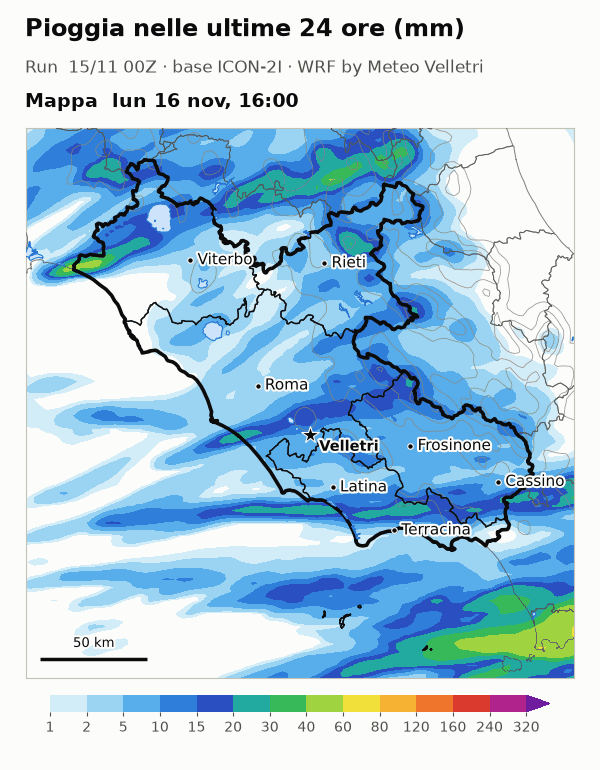 Pioggia nelle ultime 24 ore (mm)
Run  15/11 00Z · base ICON-2I · WRF by Meteo Velletri
Mappa  lun 16 nov, 16:00
Viterbo
Rieti
Roma
Velletri
Frosinone
Cassino
Latina
Terracina
50 km
1 2 5 10 15 20 30 40 60 80 120 160 240 320